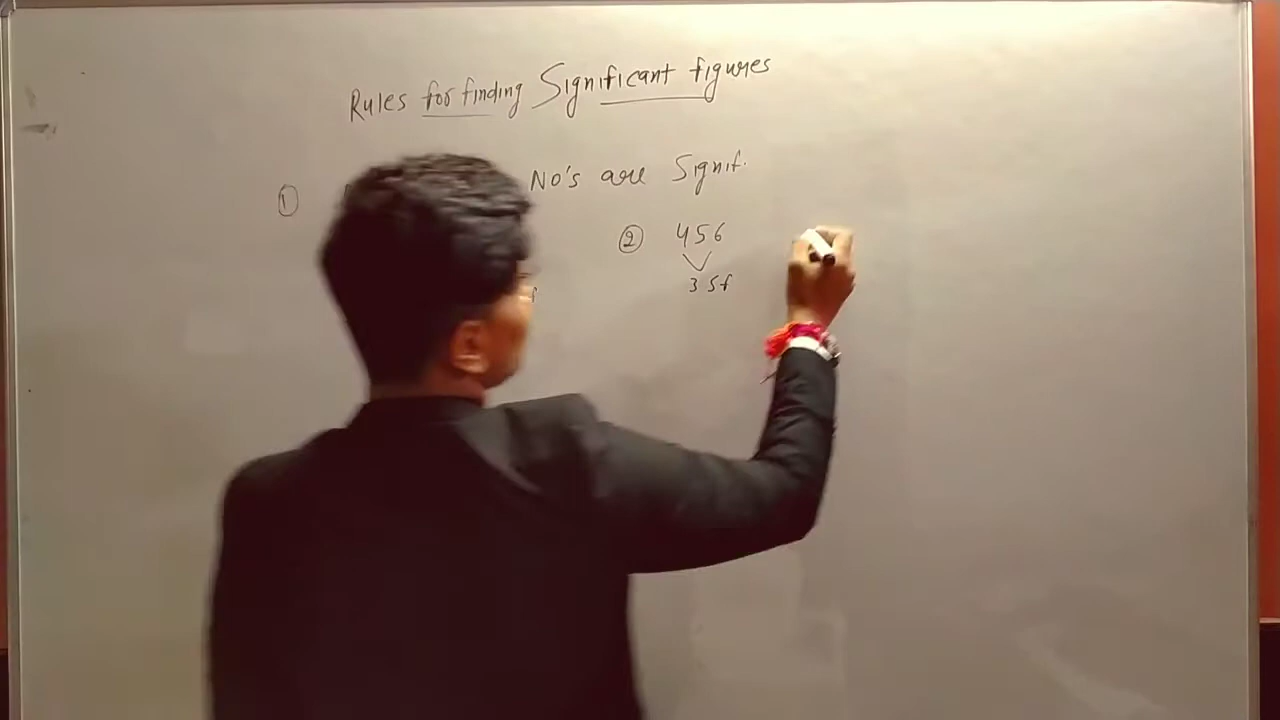 Rules for finding Significant figures
① No's are Signif.
② 456
3 Sf